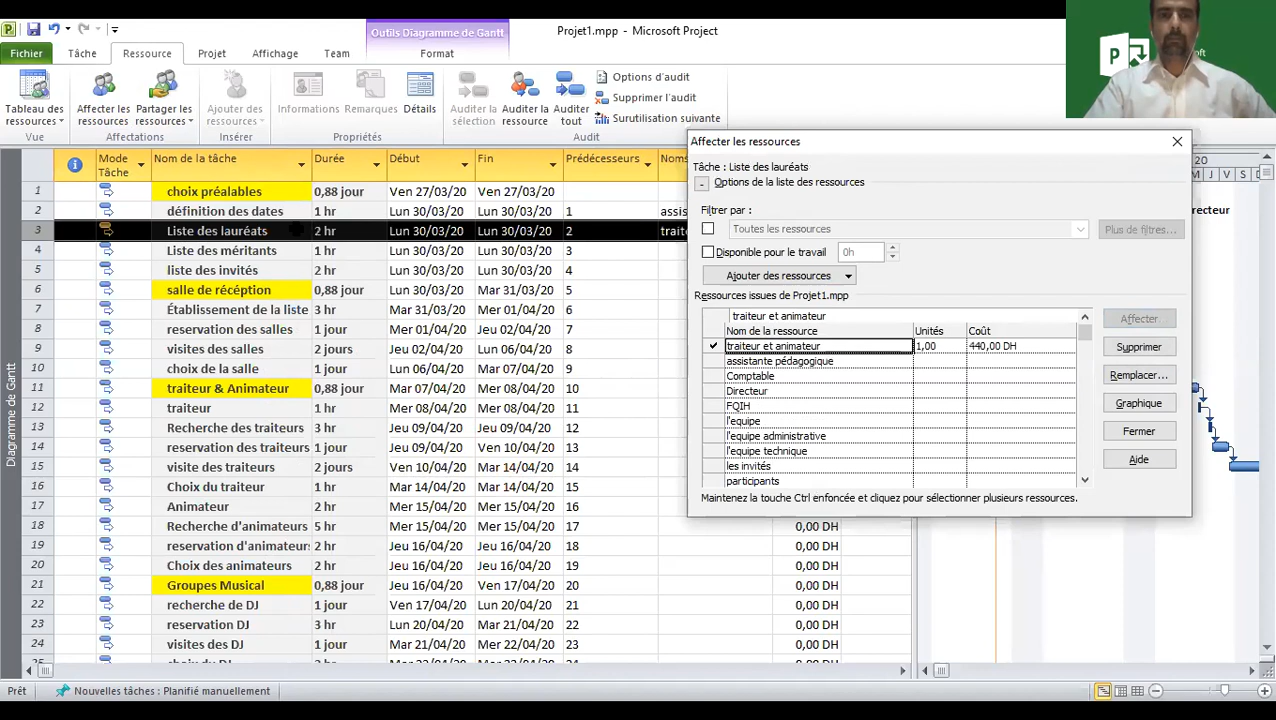 Outils Diagramme de Gantt
Projet1.mpp - Microsoft Project
Fichier Tâche Ressource Projet Affichage Team Format
Tableau des ressources
Affecter les ressources
Partager les ressources
Ajouter des ressources
Informations
Remarques
Détails
Auditer la sélection
Auditer la ressource
Auditer tout
Options d'audit
Supprimer l'audit
Surutilisation suivante
Vue Affectations Insérer Propriétés Audit
Mode Tâche Nom de la tâche Durée Début Fin Prédécesseurs Noms
1 choix préalables 0,88 jour Ven 27/03/20 Ven 27/03/20
2 définition des dates 1 hr Lun 30/03/20 Lun 30/03/20 1 assis
3 Liste des lauréats 2 hr Lun 30/03/20 Lun 30/03/20 2 traite
4 Liste des méritants 1 hr Lun 30/03/20 Lun 30/03/20 3
5 liste des invités 2 hr Lun 30/03/20 Lun 30/03/20 4
6 salle de récéption 0,88 jour Lun 30/03/20 Mar 31/03/20 5
7 Établissement de la liste 3 hr Mar 31/03/20 Mer 01/04/20 6
8 reservation des salles 1 jour Mer 01/04/20 Jeu 02/04/20 7
9 visites des salles 1 jour Jeu 02/04/20 Lun 06/04/20 8
10 choix de la salle 1 jour Lun 06/04/20 Mar 07/04/20 9
11 traiteur & Animateur 0,88 jour Mar 07/04/20 Mer 08/04/20 10
12 traiteur 1 hr Mer 08/04/20 Mer 08/04/20 11
13 Recherche des traiteurs 3 hr Jeu 09/04/20 Jeu 09/04/20 12
14 reservation des traiteurs 1 jour Jeu 09/04/20 Ven 10/04/20 13
15 visite des traiteurs 2 jours Ven 10/04/20 Mar 14/04/20 14
16 Choix du traiteur 1 hr Mar 14/04/20 Mer 15/04/20 15
17 Animateur 2 hr Mer 15/04/20 Mer 15/04/20 16
18 Recherche d'animateurs 5 hr Mer 15/04/20 Jeu 16/04/20 17 0,00 DH
19 reservation d'animateurs 2 hr Jeu 16/04/20 Jeu 16/04/20 18 0,00 DH
20 Choix des animateurs 2 hr Jeu 16/04/20 Jeu 16/04/20 19 0,00 DH
21 Groupes Musical 0,88 jour Jeu 16/04/20 Ven 17/04/20 20 0,00 DH
22 recherche de DJ 1 jour Ven 17/04/20 Lun 20/04/20 21 0,00 DH
23 reservation DJ 3 hr Lun 20/04/20 Mar 21/04/20 22 0,00 DH
24 visites des DJ 1 jour Mar 21/04/20 Mer 22/04/20 23 0,00 DH
Diagramme de Gantt
Affecter les ressources
Tâche : Liste des lauréats
Options de la liste des ressources
Filtrer par :
Toutes les ressources Plus de filtres...
Disponible pour le travail 0h
Ajouter des ressources
Ressources issues de Projet1.mpp
traiteur et animateur
Nom de la ressource Unités Coût
traiteur et animateur 1,00 440,00 DH
assistante pédagogique
Comptable
Directeur
FQIH
l'equipe
l'equipe administrative
l'equipe technique
les invités
participants
Affecter...
Supprimer
Remplacer...
Graphique
Fermer
Aide
Maintenez la touche Ctrl enfoncée et cliquez pour sélectionner plusieurs ressources.
Prêt
Nouvelles tâches : Planifié manuellement